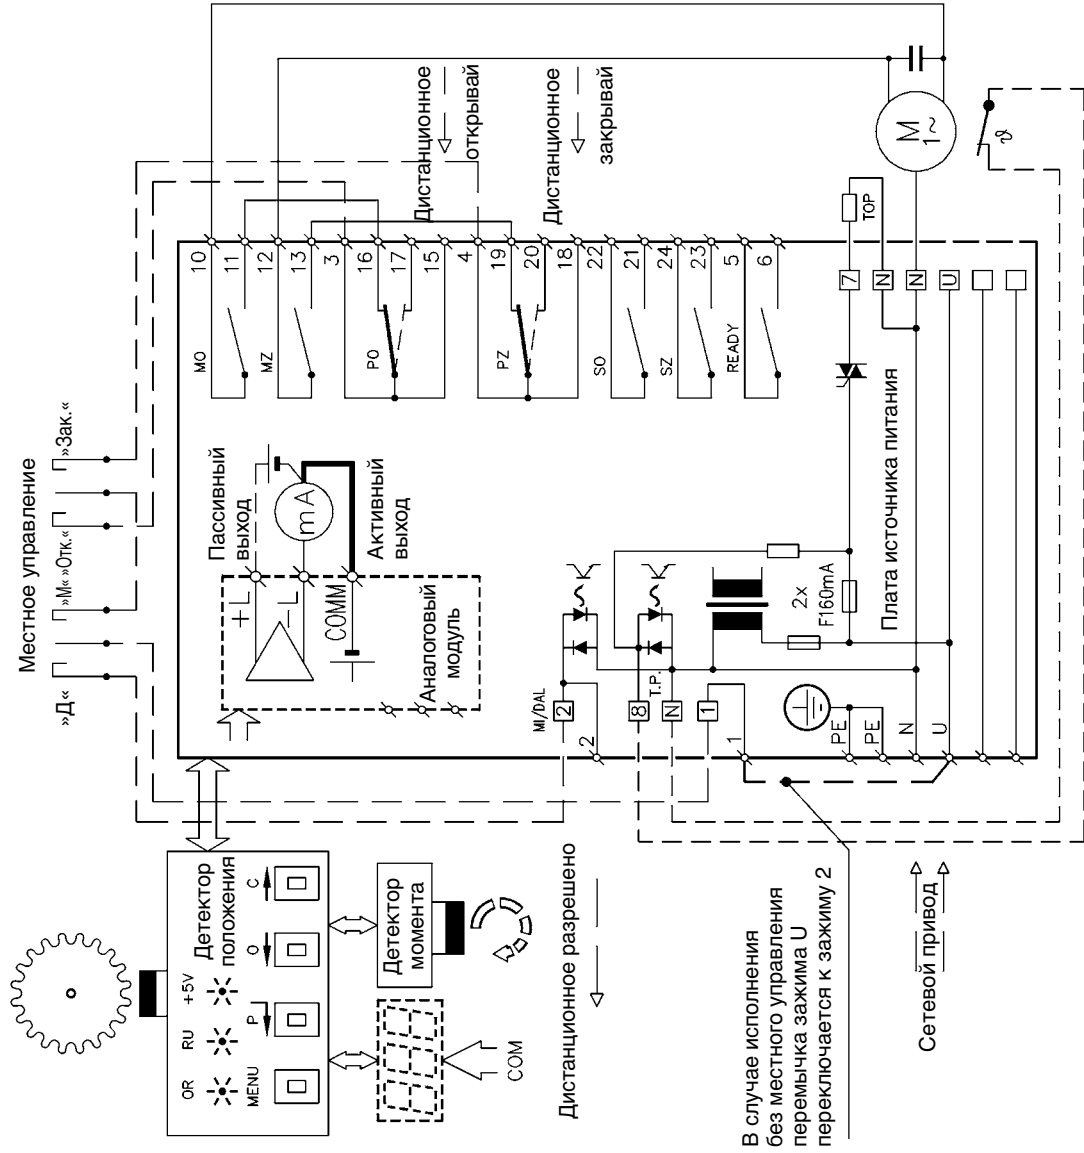 Местное управление
»Д«
»М«
»Отк.«
»Зак.«
OR
RU
+5V
Детектор
положения
MENU
P
O
C
Детектор
момента
COM
Пассивный
выход
+L
-L
mA
COMM
Активный
выход
Аналоговый
модуль
MO
MZ
PO
PZ
SO
SZ
READY
10
11
12
13
3
16
17
15
4
19
20
18
22
21
24
23
5
6
Дистанционное
открывай
Дистанционное
закрывай
M
1~
ϑ
TOP
7
N
N
U
Плата источника питания
2x
F160mA
MI/DAL
2
2
8
T.P.
N
1
1
PE
PE
N
U
Дистанционное разрешено
В случае исполнения
без местного управления
перемычка зажима U
переключается к зажиму 2
Сетевой привод